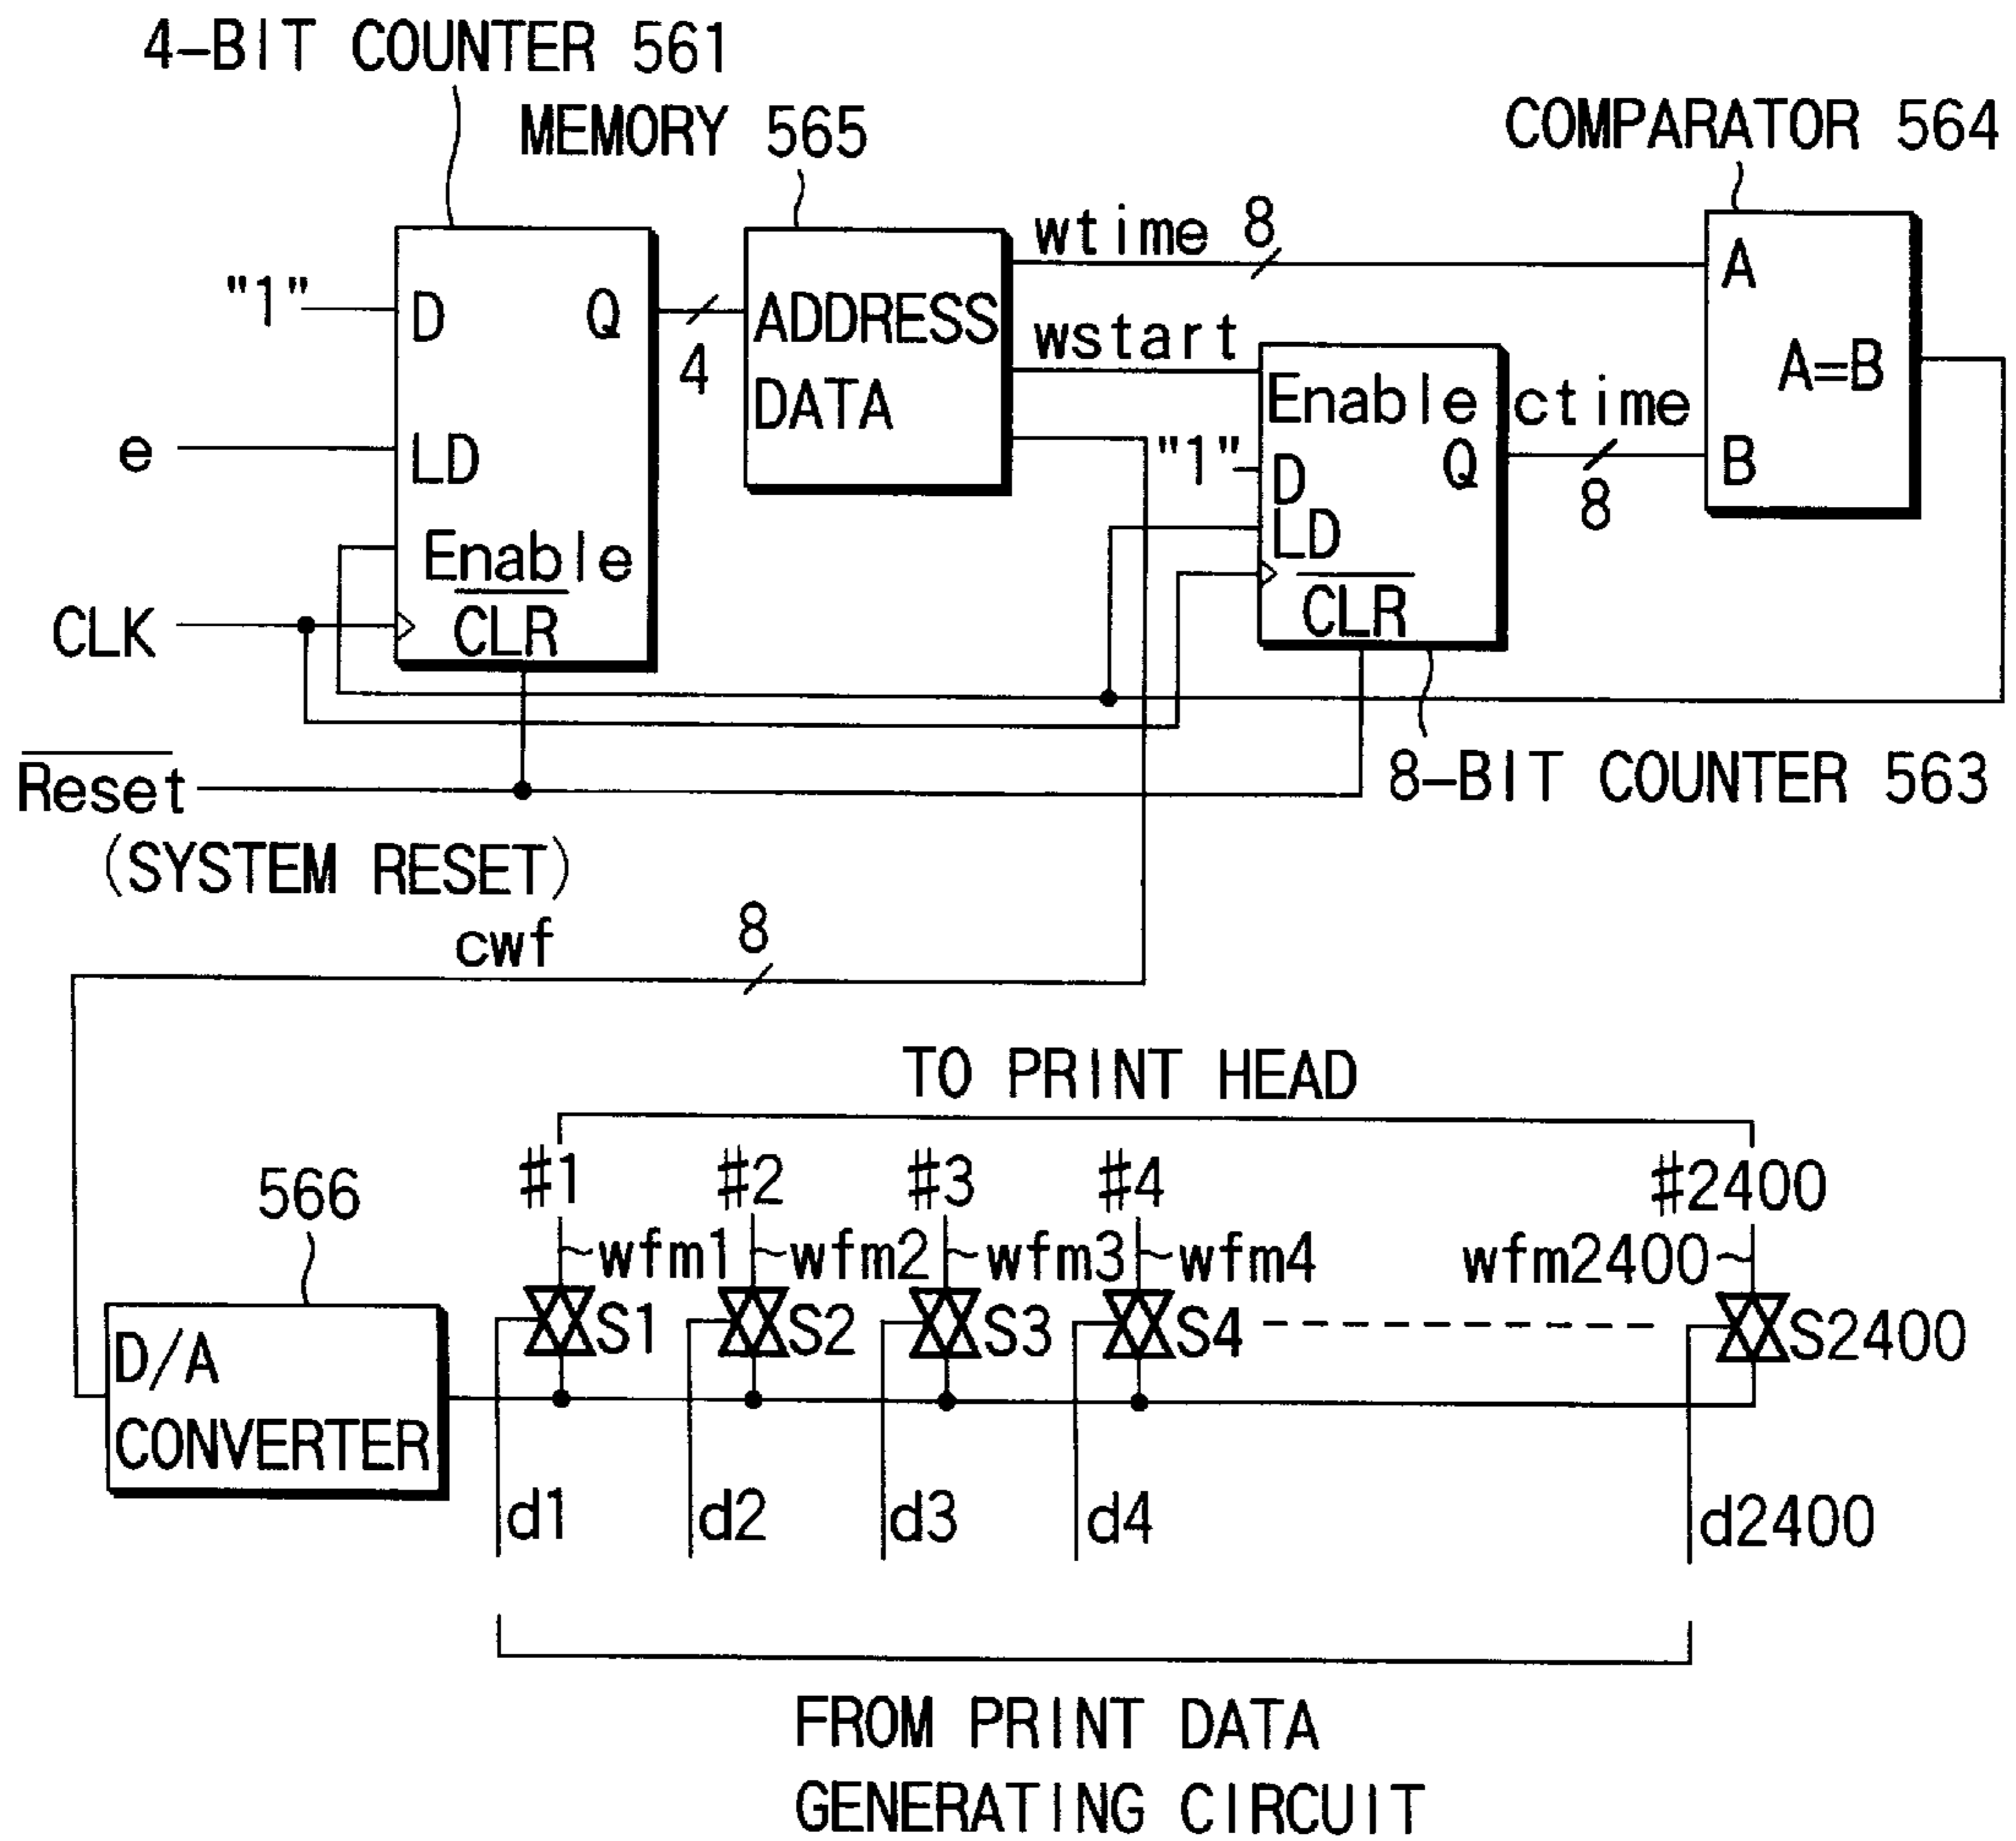 4-BIT COUNTER 561
MEMORY 565
COMPARATOR 564
"1"
D
Q
4
ADDRESS
DATA
wtime 8
wstart
A
A=B
B
e
LD
Enable
CLR
CLK
Enable
"1"
D
Q
LD
CLR
ctime
8
Reset
(SYSTEM RESET)
8-BIT COUNTER 563
cwf
8
TO PRINT HEAD
566
#1
#2
#3
#4
#2400
wfm1
wfm2
wfm3
wfm4
wfm2400
S1
S2
S3
S4
S2400
D/A
CONVERTER
d1
d2
d3
d4
d2400
FROM PRINT DATA
GENERATING CIRCUIT